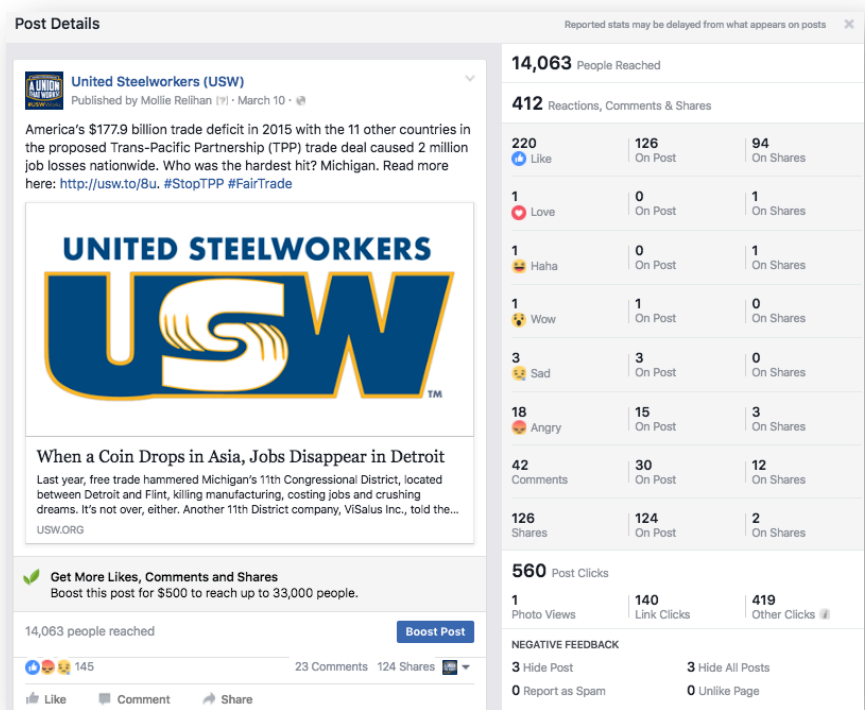 Post Details
Reported stats may be delayed from what appears on posts
United Steelworkers (USW)
Published by Mollie Relihan [?] · March 10 ·
America's $177.9 billion trade deficit in 2015 with the 11 other countries in
the proposed Trans-Pacific Partnership (TPP) trade deal caused 2 million
job losses nationwide. Who was the hardest hit? Michigan. Read more
here: http://usw.to/8u. #StopTPP #FairTrade
UNITED STEELWORKERS
USW
TM
When a Coin Drops in Asia, Jobs Disappear in Detroit
Last year, free trade hammered Michigan's 11th Congressional District, located
between Detroit and Flint, killing manufacturing, costing jobs and crushing
dreams. It's not over, either. Another 11th District company, ViSalus Inc., told the...
USW.ORG
Get More Likes, Comments and Shares
Boost this post for $500 to reach up to 33,000 people.
14,063 people reached
Boost Post
145
23 Comments 124 Shares
Like Comment Share
14,063 People Reached
412 Reactions, Comments & Shares
220 126 94
Like On Post On Shares
1 0 1
Love On Post On Shares
1 0 1
Haha On Post On Shares
1 1 0
Wow On Post On Shares
3 3 0
Sad On Post On Shares
18 15 3
Angry On Post On Shares
42 30 12
Comments On Post On Shares
126 124 2
Shares On Post On Shares
560 Post Clicks
1 140 419
Photo Views Link Clicks Other Clicks i
NEGATIVE FEEDBACK
3 Hide Post 3 Hide All Posts
0 Report as Spam 0 Unlike Page